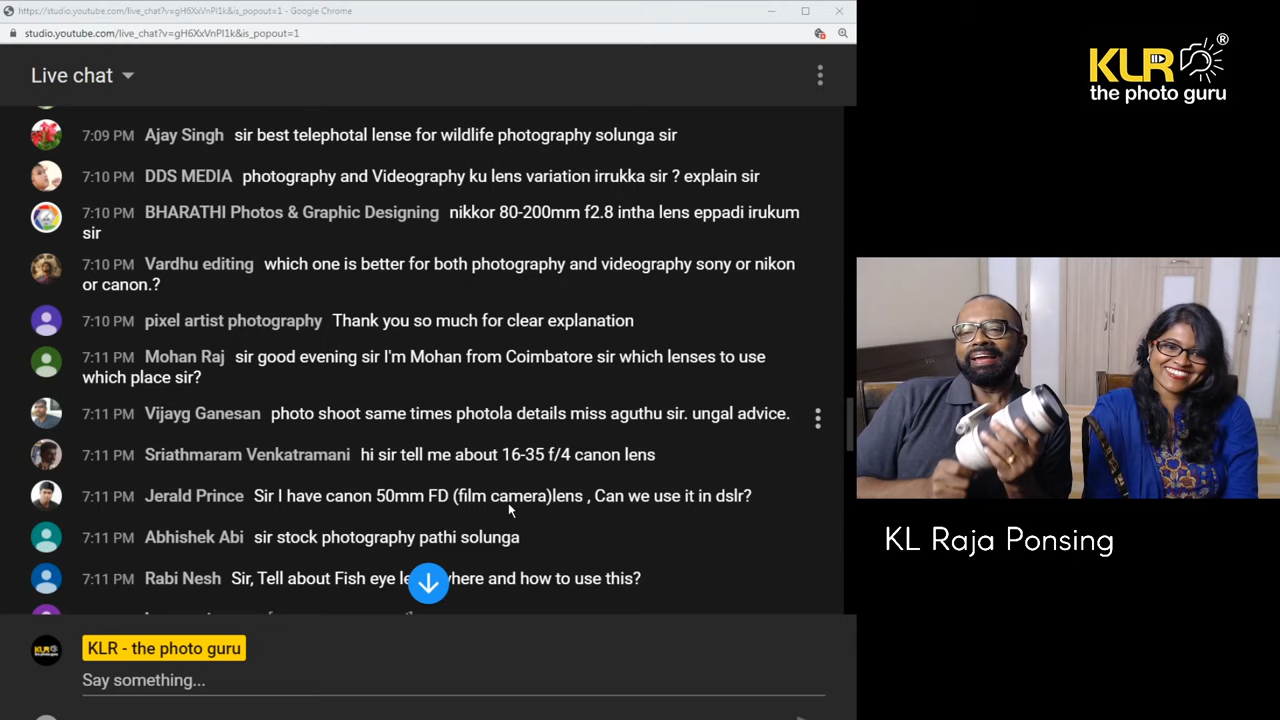 https://studio.youtube.com/live_chat?v=gH6XxVnPl1k&is_popout=1 - Google Chrome
studio.youtube.com/live_chat?v=gH6XxVnPl1k&is_popout=1
Live chat
7:09 PM Ajay Singh sir best telephotal lense for wildlife photography solunga sir
7:10 PM DDS MEDIA photography and Videography ku lens variation irrukka sir ? explain sir
7:10 PM BHARATHI Photos & Graphic Designing nikkor 80-200mm f2.8 intha lens eppadi irukum
sir
7:10 PM Vardhu editing which one is better for both photography and videography sony or nikon
or canon.?
7:10 PM pixel artist photography Thank you so much for clear explanation
7:11 PM Mohan Raj sir good evening sir I'm Mohan from Coimbatore sir which lenses to use
which place sir?
7:11 PM Vijayg Ganesan photo shoot same times photola details miss aguthu sir. ungal advice.
7:11 PM Sriathmaram Venkatramani hi sir tell me about 16-35 f/4 canon lens
7:11 PM Jerald Prince Sir I have canon 50mm FD (film camera)lens , Can we use it in dslr?
7:11 PM Abhishek Abi sir stock photography pathi solunga
7:11 PM Rabi Nesh Sir, Tell about Fish eye and how to use this?
KLR - the photo guru
Say something...
KLR ®
the photo guru
KL Raja Ponsing